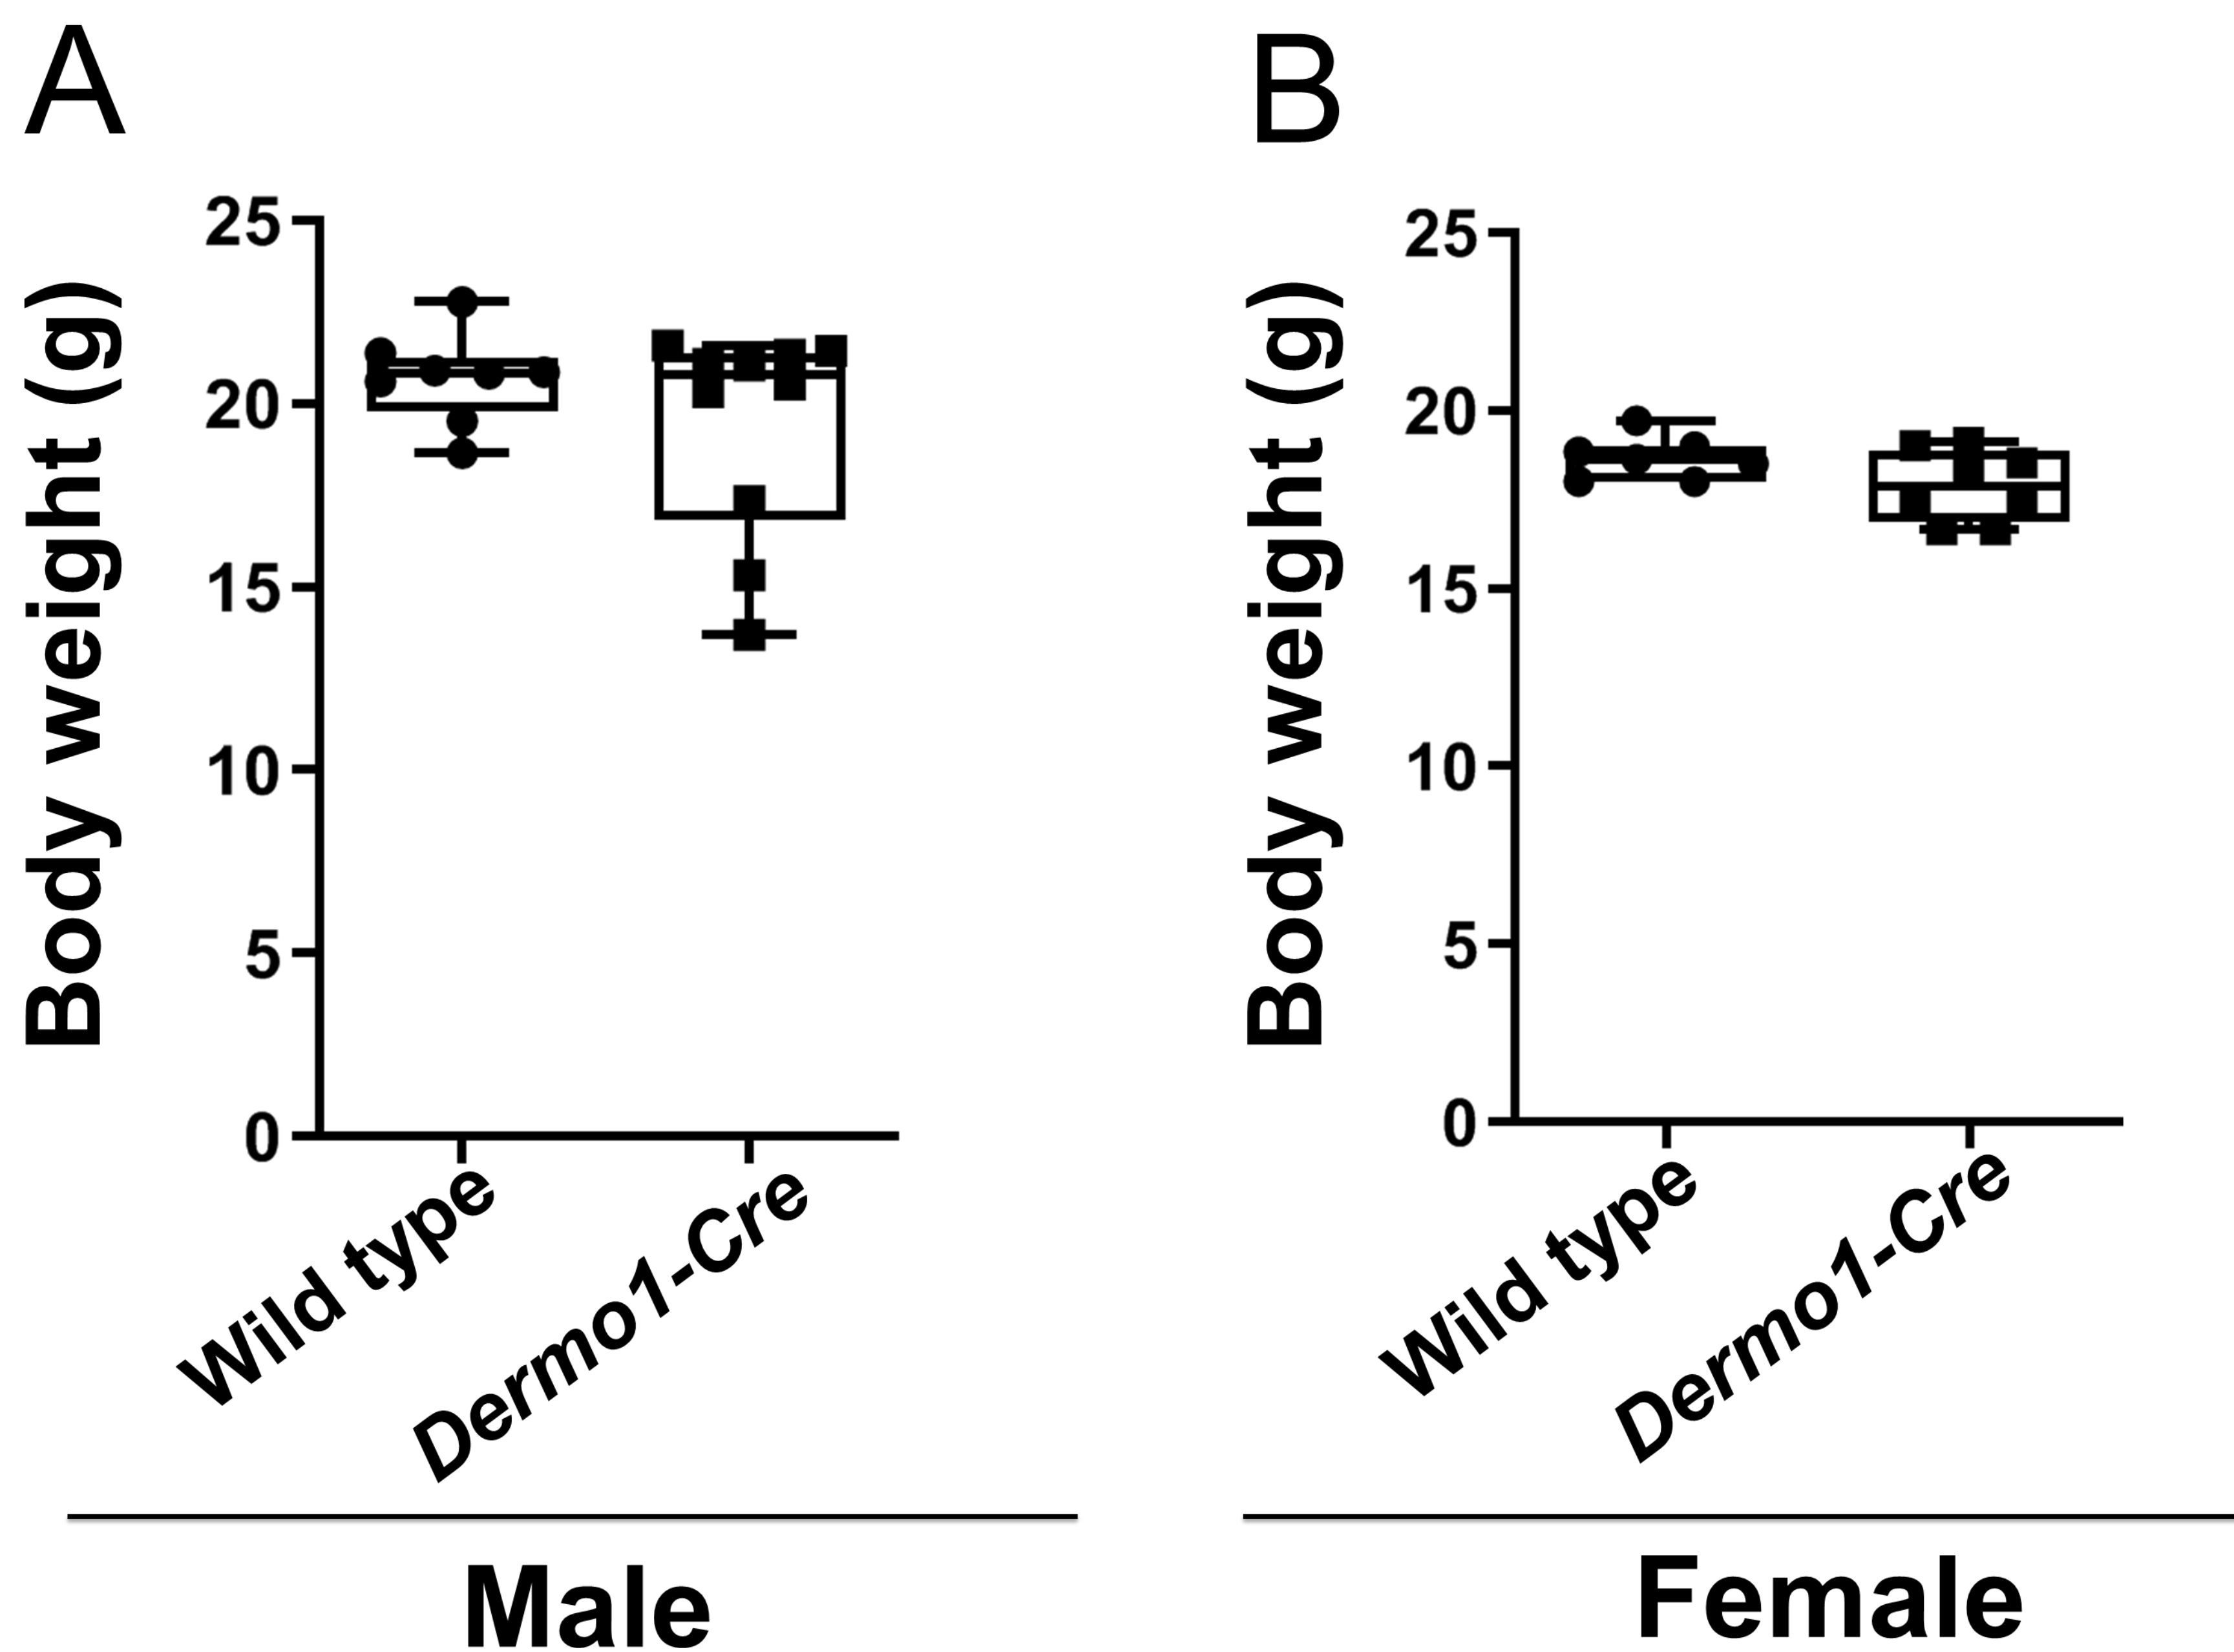 A
Body weight (g)
25
20
15
10
5
0
Wild type
Dermo1-Cre
Male
B
Body weight (g)
25
20
15
10
5
0
Wild type
Dermo1-Cre
Female